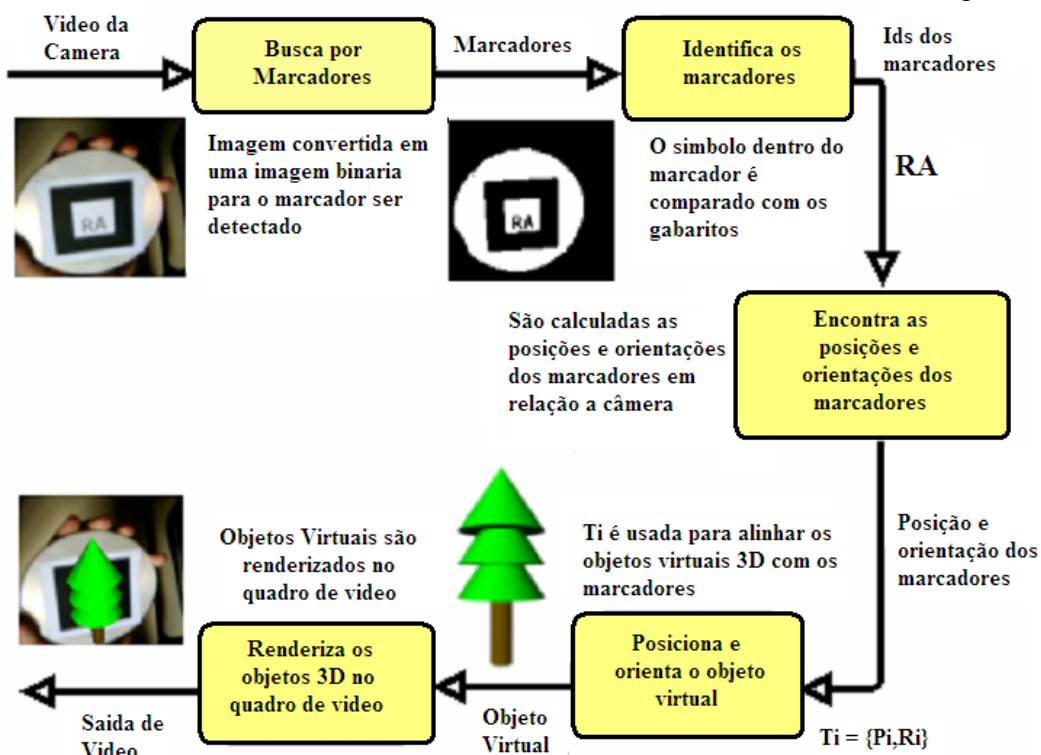 Video da
Camera
Busca por
Marcadores
Marcadores
Identifica os
marcadores
Ids dos
marcadores
Imagem convertida em
uma imagem binaria
para o marcador ser
detectado
RA
RA
O simbolo dentro do
marcador é
comparado com os
gabaritos
RA
São calculadas as
posições e orientações
dos marcadores em
relação a câmera
Encontra as
posições e
orientações dos
marcadores
Posição e
orientação dos
marcadores
Ti = {Pi,Ri}
Ti é usada para alinhar os
objetos virtuais 3D com os
marcadores
Posiciona e
orienta o objeto
virtual
Objeto
Virtual
Objetos Virtuais são
renderizados no
quadro de video
Renderiza os
objetos 3D no
quadro de video
Saida de
Video